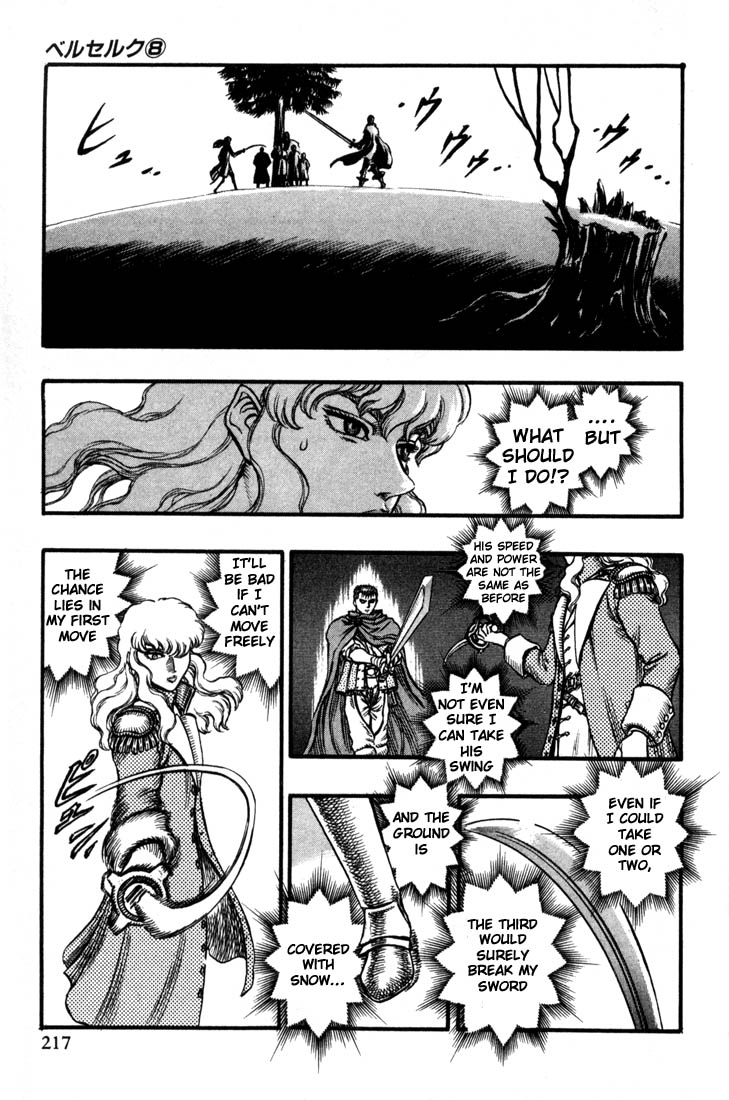 ベルセルク⑧
ウウ
ウウ
ヒュ‥
....
BUT
WHAT
SHOULD
I DO!?
HIS SPEED
AND POWER
ARE NOT THE
SAME AS
BEFORE
I'M
NOT EVEN
SURE I
CAN TAKE
HIS
SWING
IT'LL
BE BAD
IF I
CAN'T
MOVE
FREELY
THE
CHANCE
LIES IN
MY FIRST
MOVE
ピュッ
EVEN IF
I COULD
TAKE
ONE OR
TWO,
THE THIRD
WOULD
SURELY
BREAK MY
SWORD
AND THE
GROUND
IS
COVERED
WITH
SNOW...
217